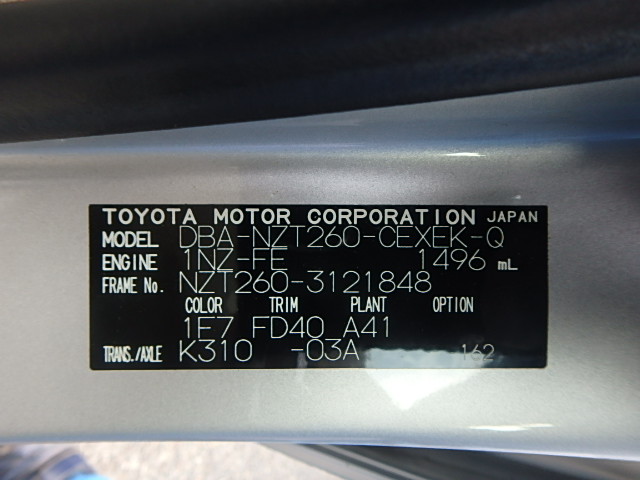 TOYOTA MOTOR CORPORATION JAPAN
MODEL DBA-NZT260-CEXEK-Q
ENGINE 1NZ-FE 1496 mL
FRAME No. NZT260-3121848
COLOR TRIM PLANT OPTION
1F7 FD40 A41
TRANS./AXLE K310 -03A 162